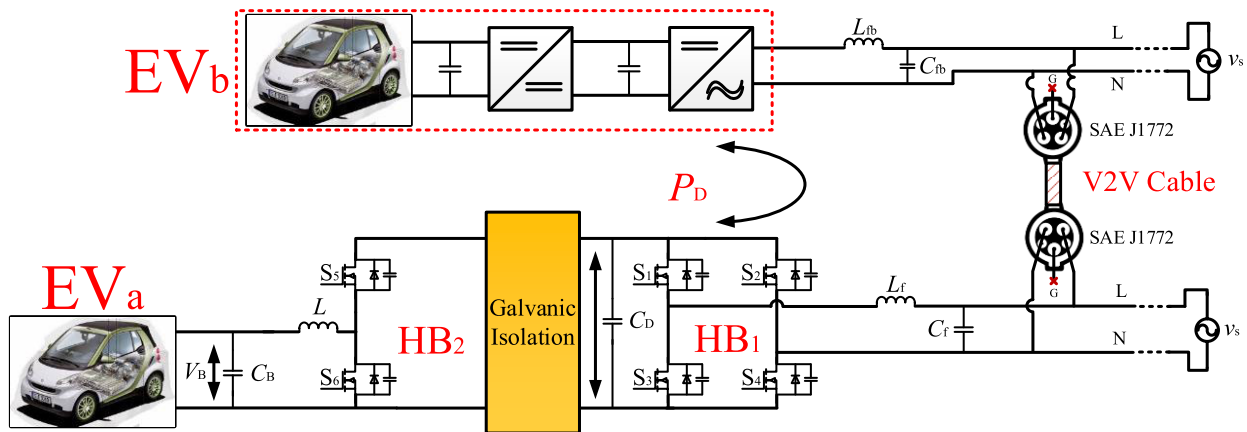 EVb
Lfb
Cfb
L
N
vs
G
SAE J1772
V2V Cable
PD
SAE J1772
G
EVa
VB
CB
L
S5
S6
HB2
Galvanic
Isolation
CD
S1
S2
S3
S4
HB1
Lf
Cf
L
N
vs